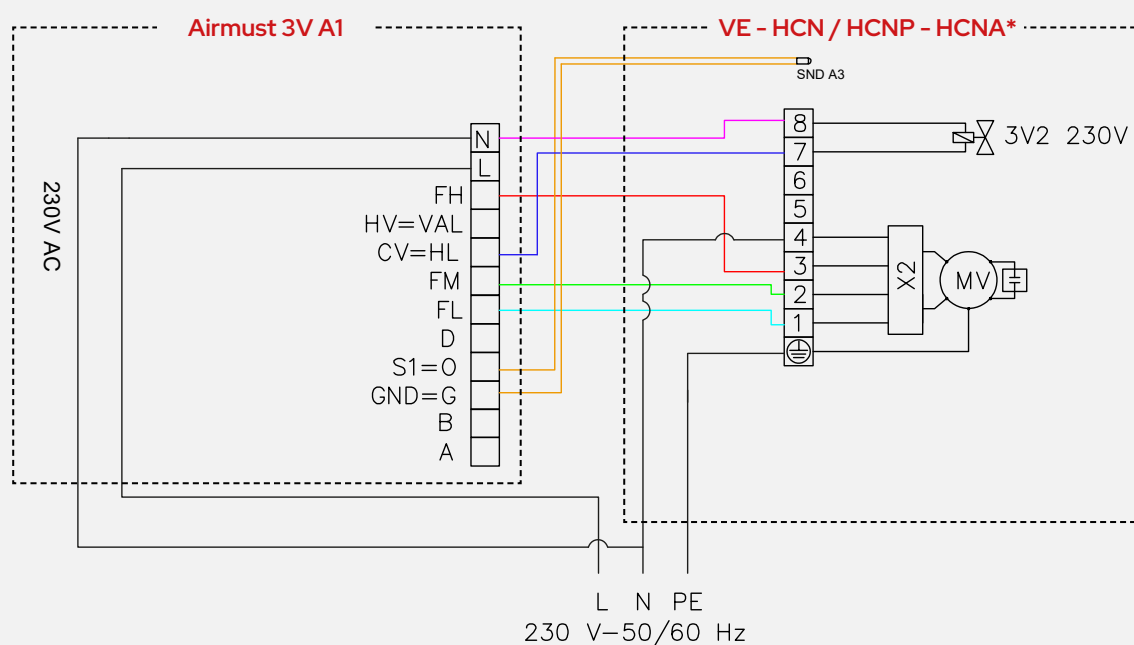 Airmust 3V A1
VE - HCN / HCNP - HCNA*
SND A3
N
L
FH
HV=VAL
CV=HL
FM
FL
D
S1=O
GND=G
B
A
230V AC
8
7
6
5
4
3
2
1
3V2 230V
X2
MV
L N PE
230 V-50/60 Hz